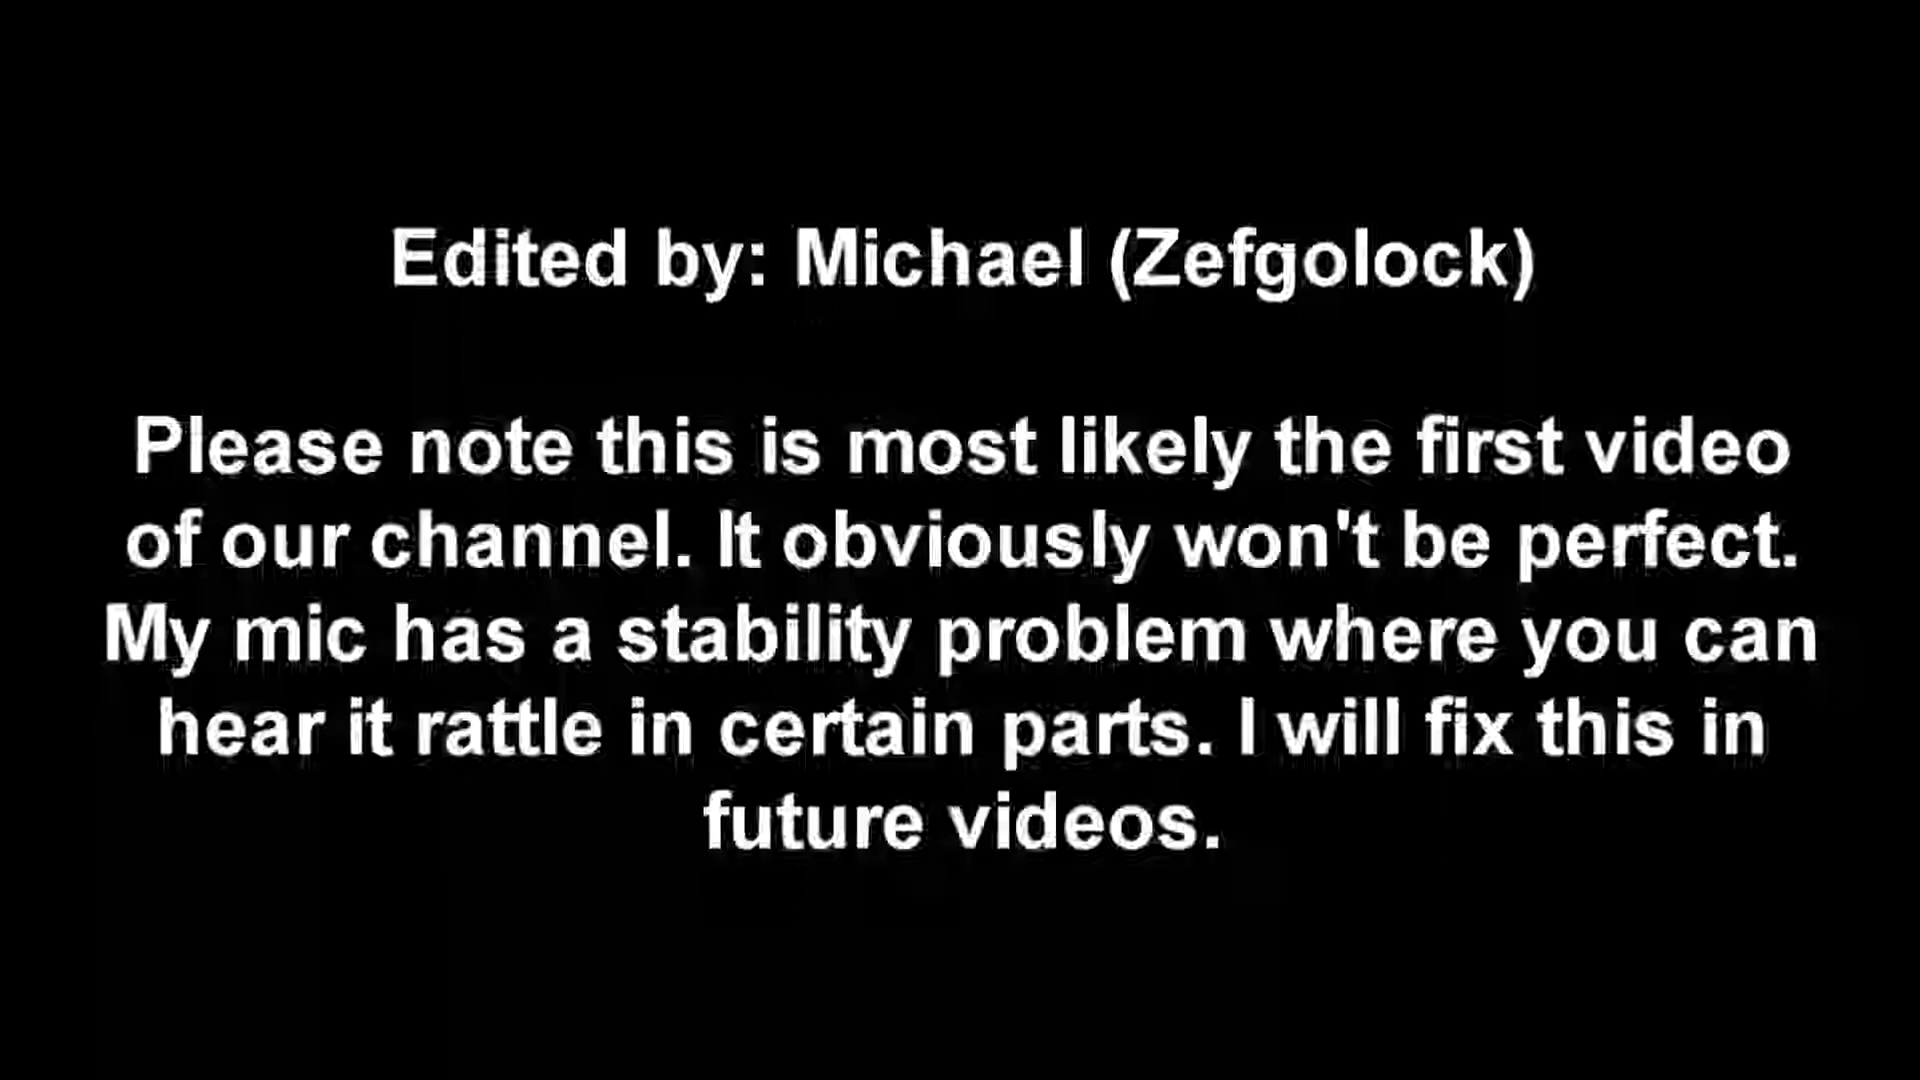 Edited by: Michael (Zefgolock)
Please note this is most likely the first video
of our channel. It obviously won't be perfect.
My mic has a stability problem where you can
hear it rattle in certain parts. I will fix this in
future videos.